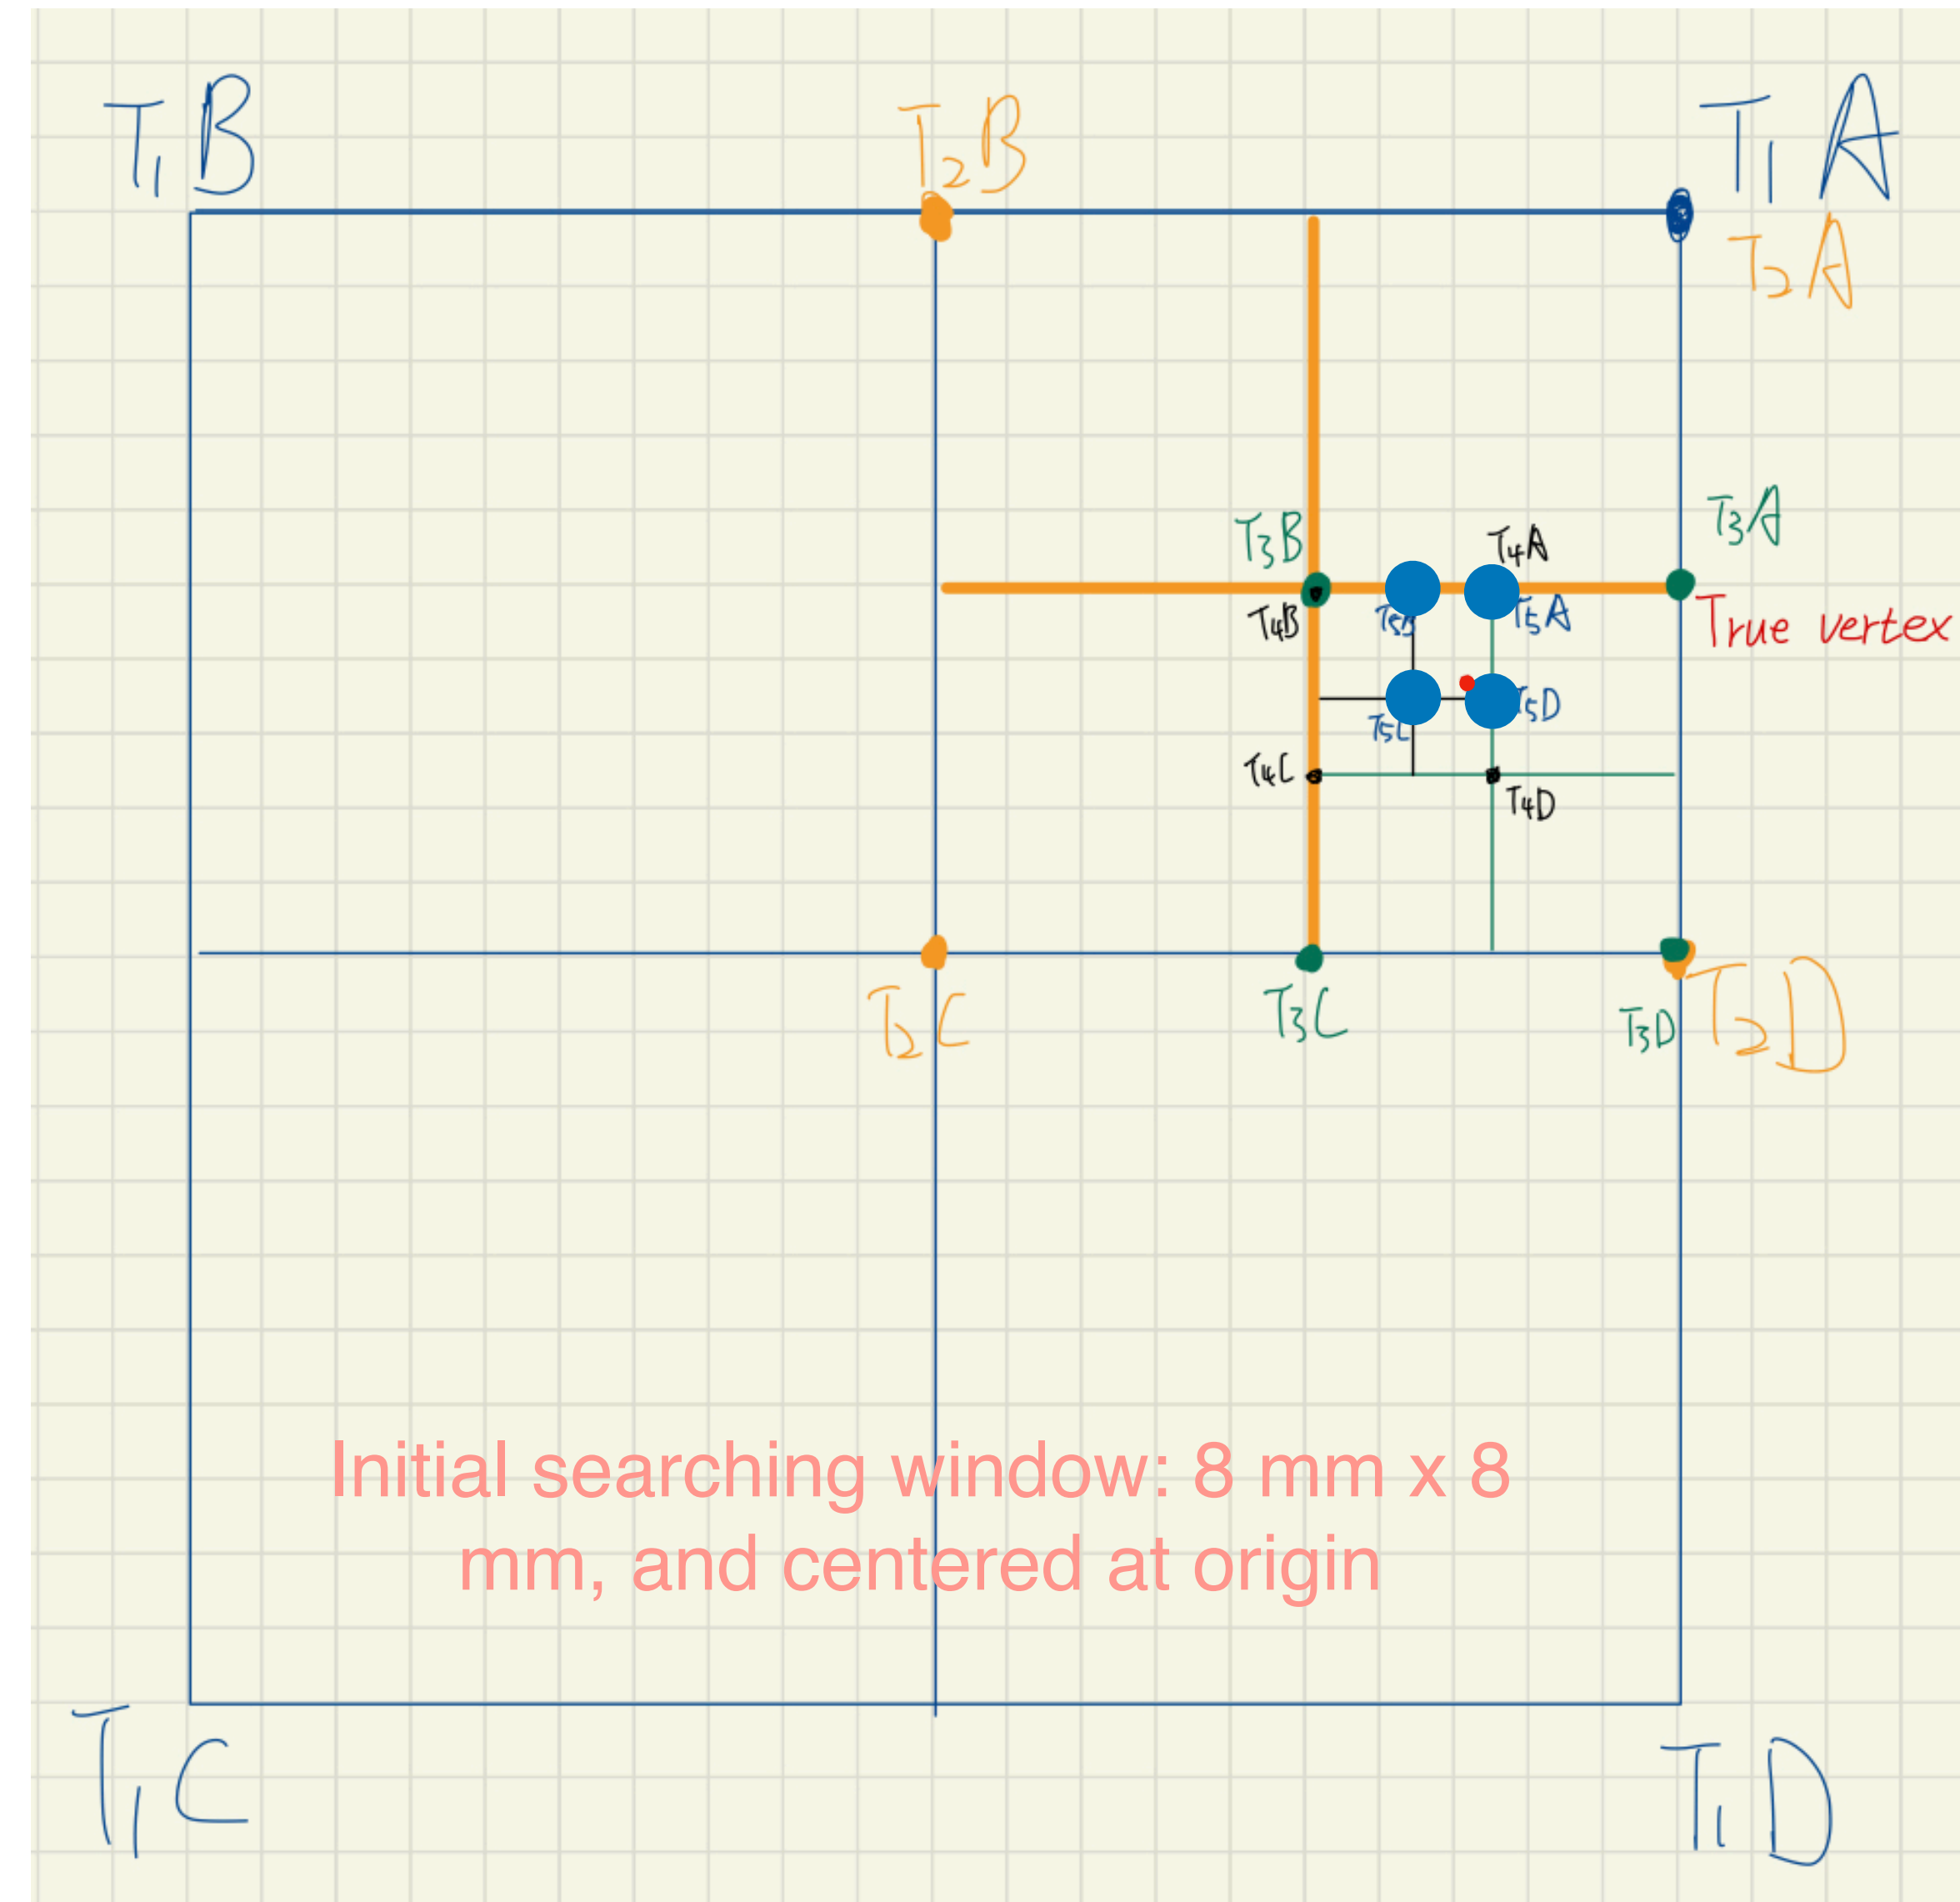 T1B
T2B
T1A
T2A
T3A
T3B
T4A
T4B
T5B
T5A
True vertex
T5D
T5C
T4C
T4D
T2C
T3C
T3D
T2D
Initial searching window: 8 mm x 8
mm, and centered at origin
T1C
T1D